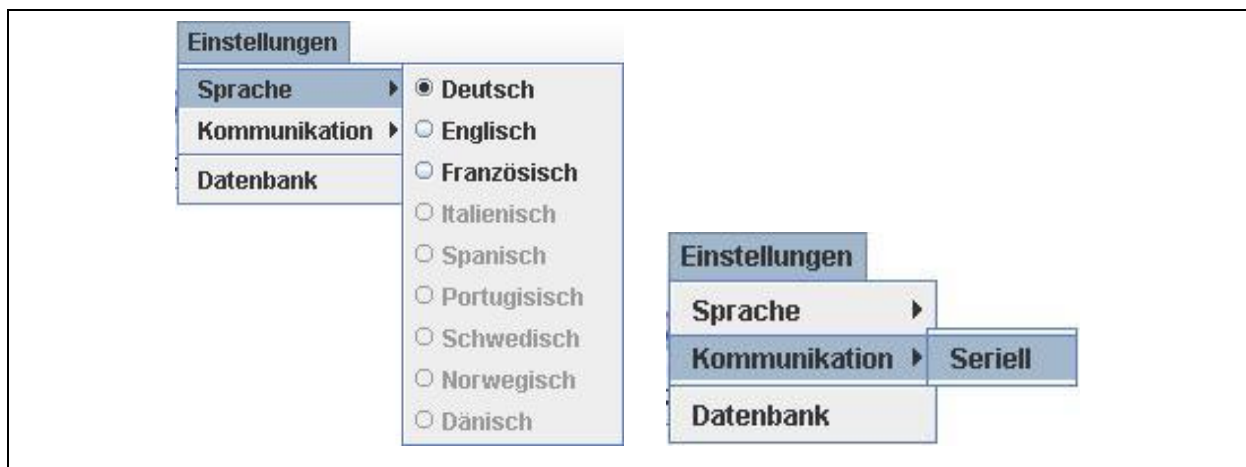 Einstellungen
Sprache
Kommunikation
Datenbank
Deutsch
Englisch
Französisch
Italienisch
Spanisch
Portugisisch
Schwedisch
Norwegisch
Dänisch
Einstellungen
Sprache
Kommunikation
Seriell
Datenbank